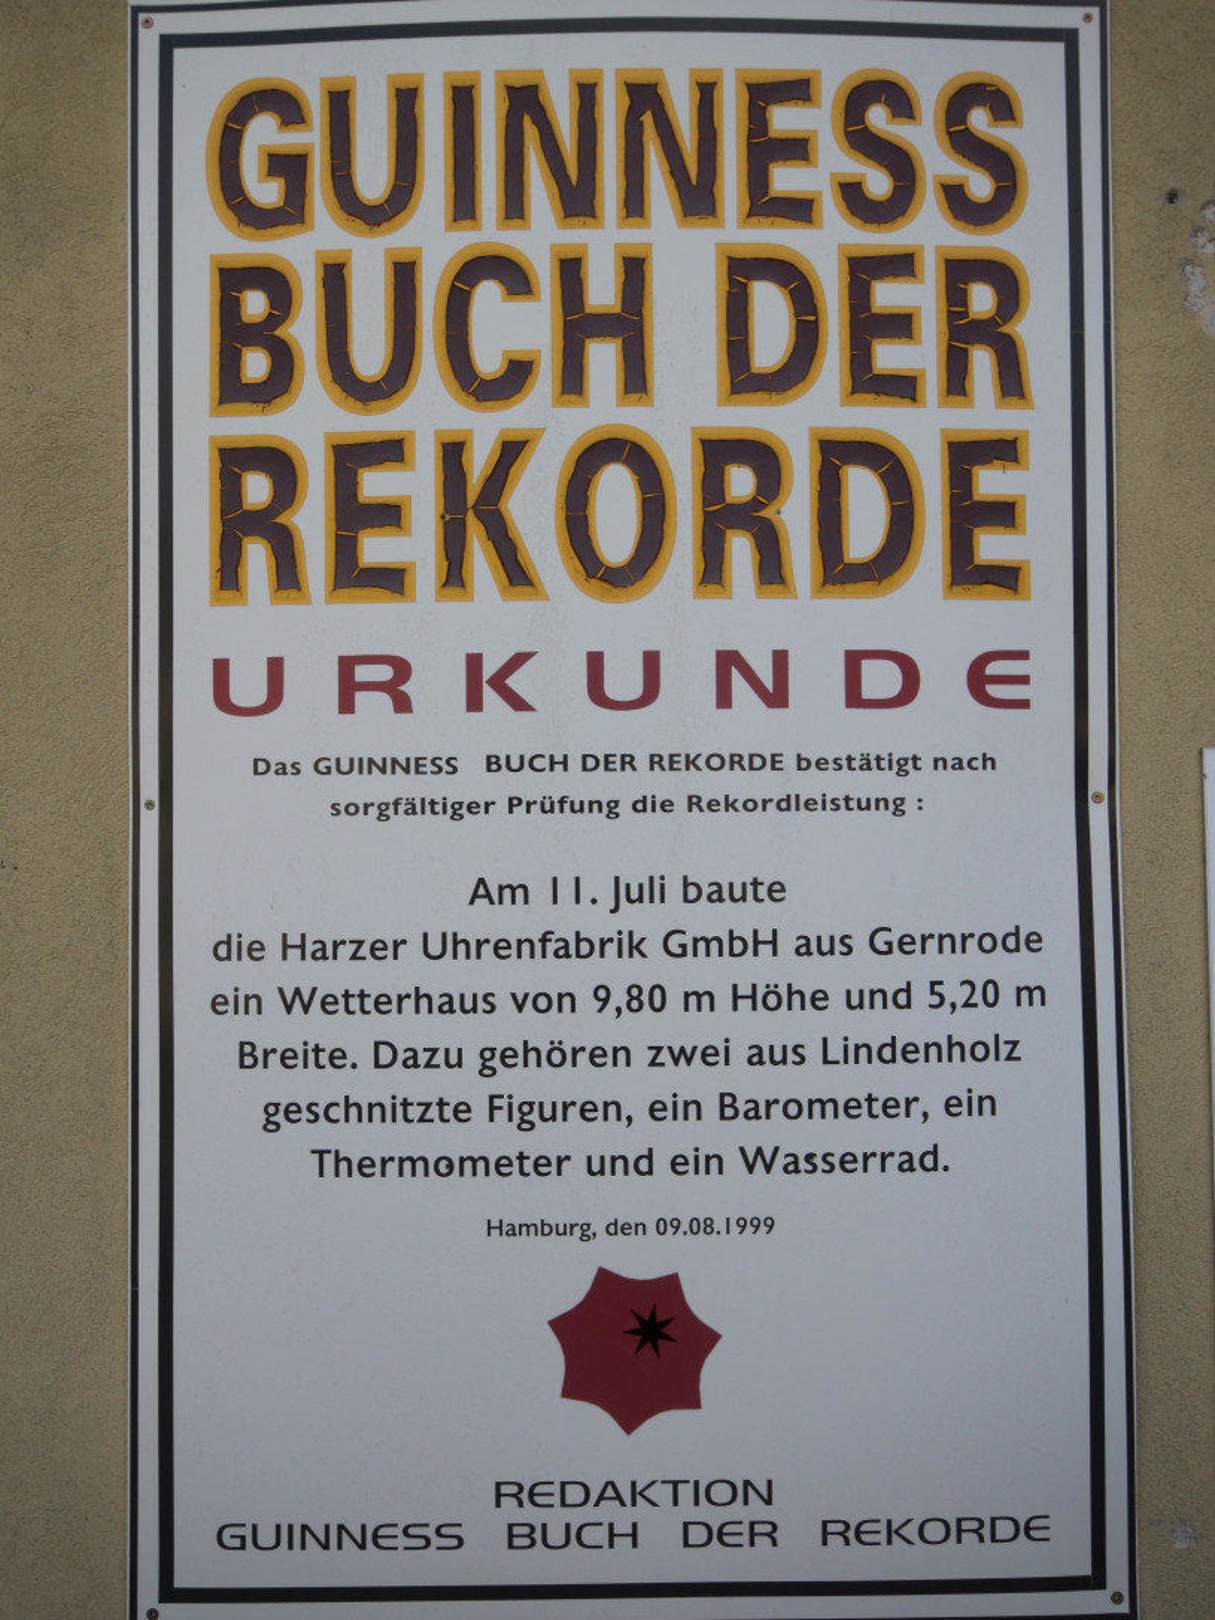 GUINNESS
BUCH DER
REKORDE
URKUNDE
Das GUINNESS BUCH DER REKORDE bestätigt nach
sorgfältiger Prüfung die Rekordleistung :
Am 11. Juli baute
die Harzer Uhrenfabrik GmbH aus Gernrode
ein Wetterhaus von 9,80 m Höhe und 5,20 m
Breite. Dazu gehören zwei aus Lindenholz
geschnitzte Figuren, ein Barometer, ein
Thermometer und ein Wasserrad.
Hamburg, den 09.08.1999
REDAKTION
GUINNESS BUCH DER REKORDE